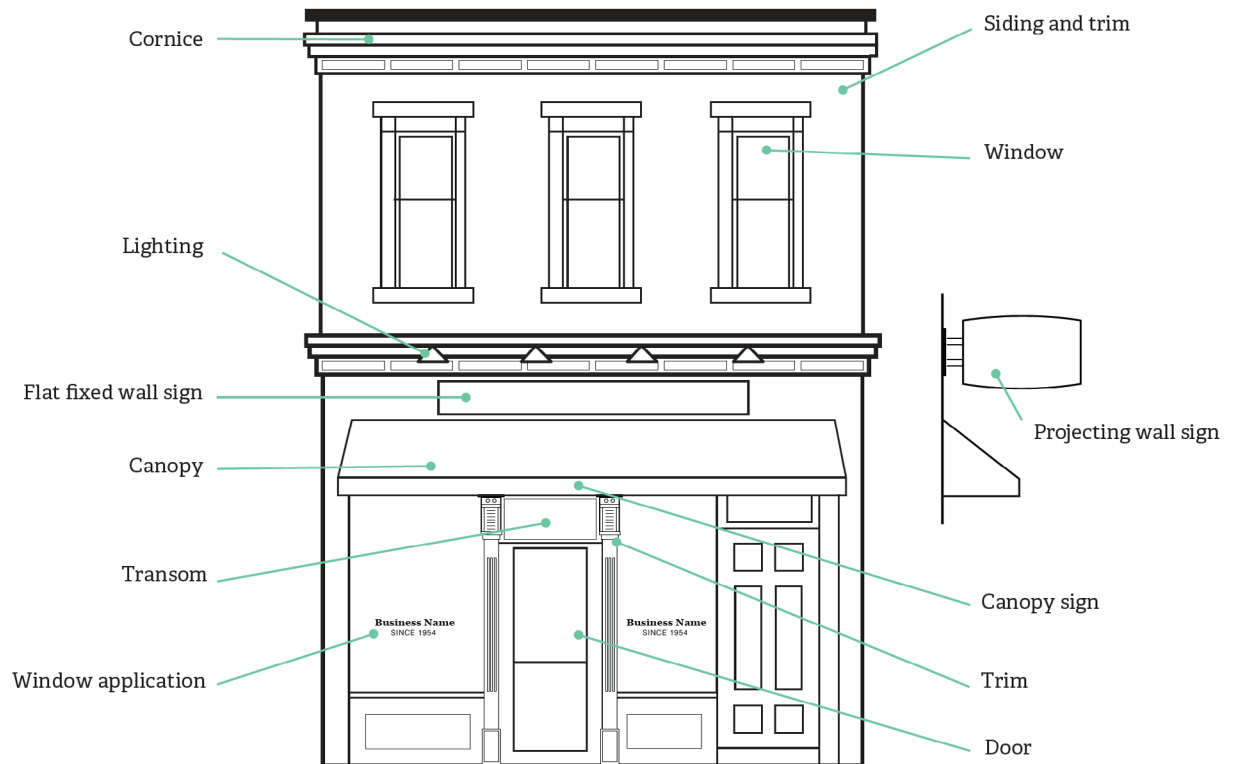 Cornice
Siding and trim
Window
Lighting
Flat fixed wall sign
Projecting wall sign
Canopy
Transom
Canopy sign
Business Name
SINCE 1954
Business Name
SINCE 1954
Window application
Trim
Door